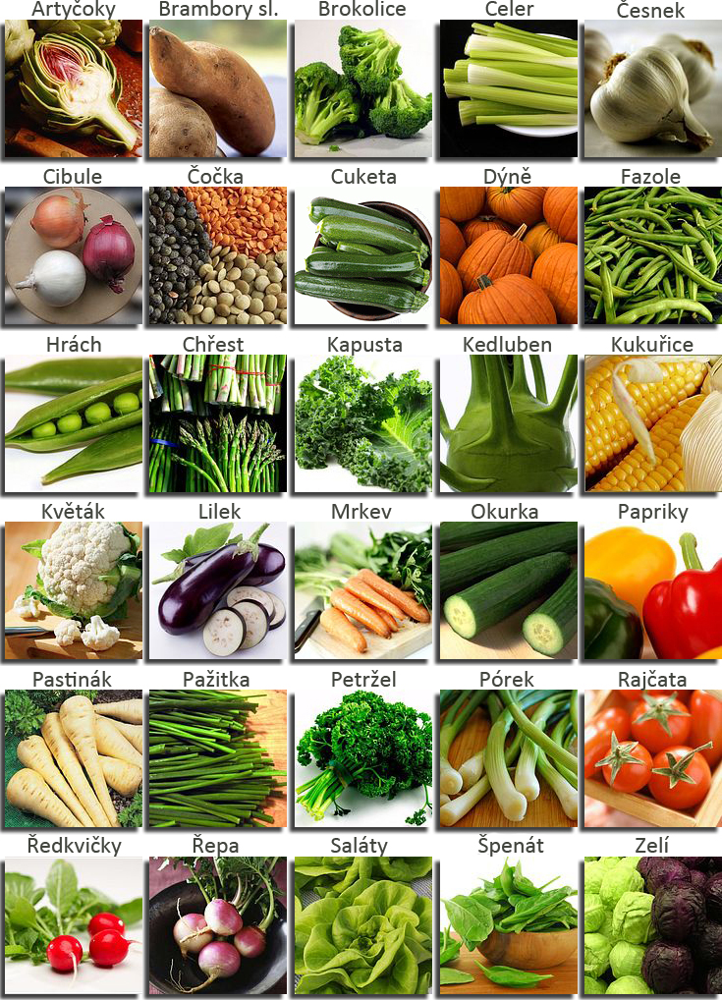 Artyčoky
Brambory sl.
Brokolice
Celer
Česnek
Cibule
Čočka
Cuketa
Dýně
Fazole
Hrách
Chřest
Kapusta
Kedluben
Kukuřice
Květák
Lilek
Mrkev
Okurka
Papriky
Pastinák
Pažitka
Petržel
Pórek
Rajčata
Ředkvičky
Řepa
Saláty
Špenát
Zelí